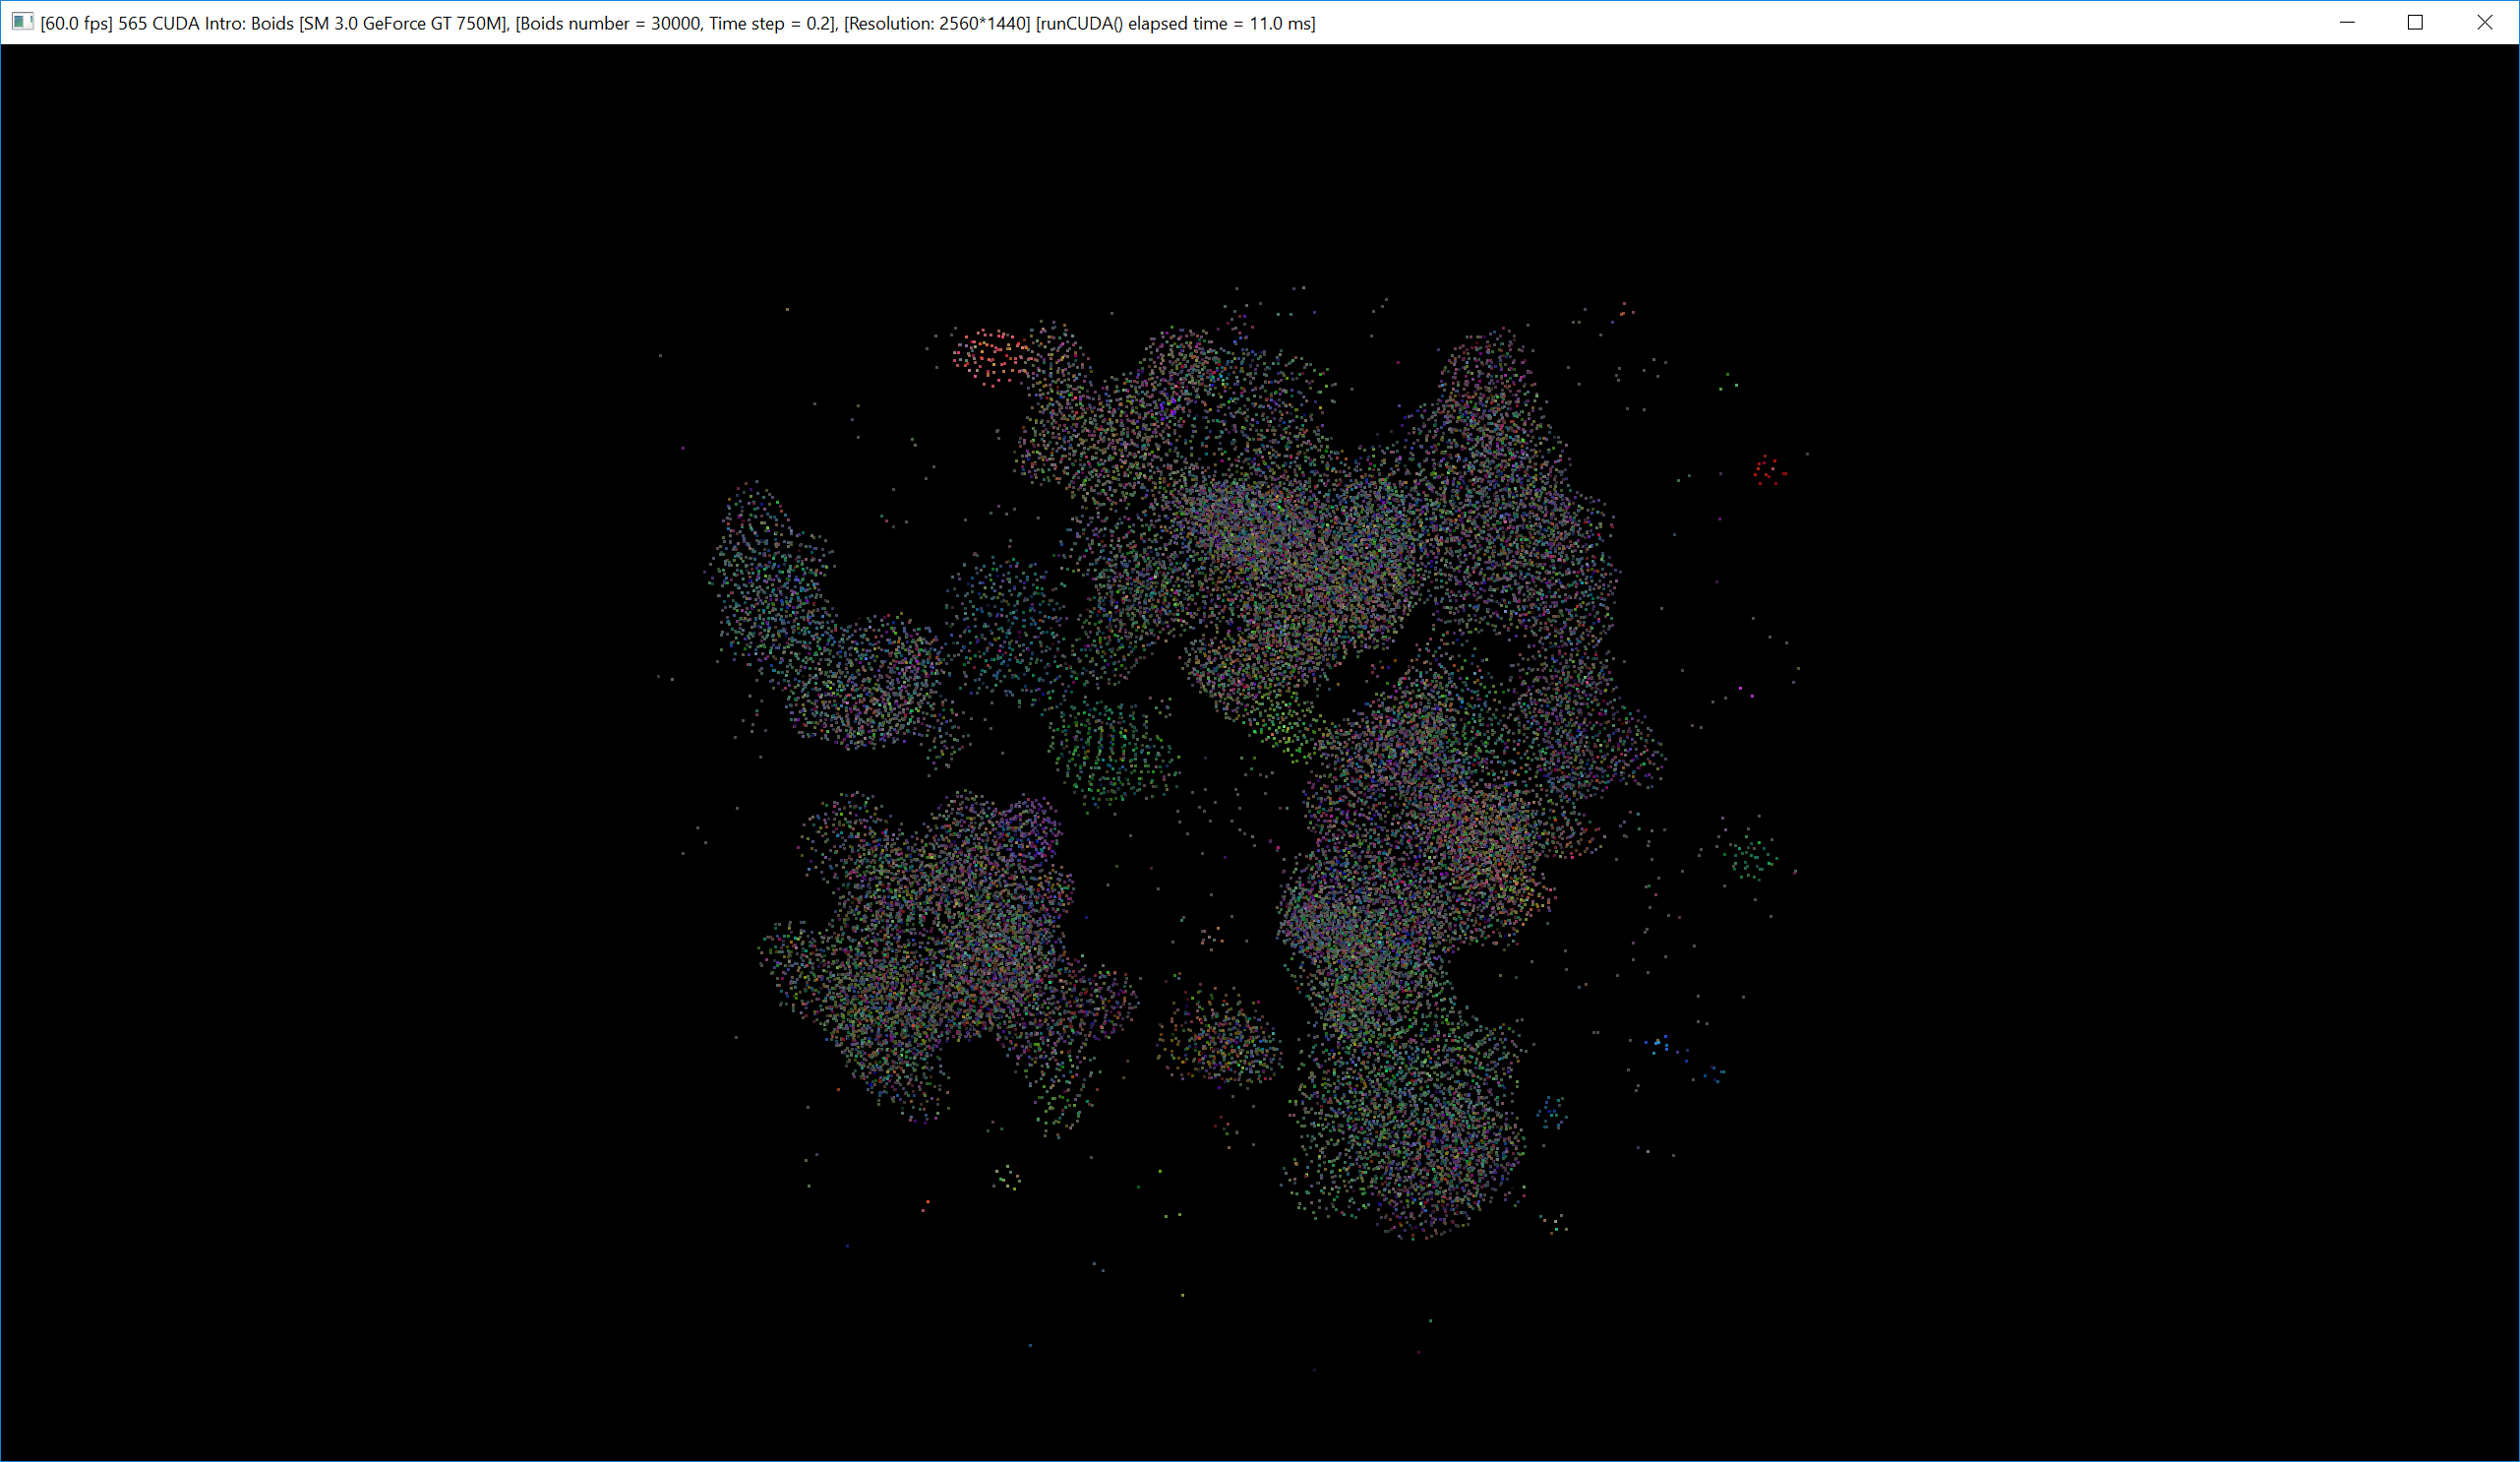 [60.0 fps] 565 CUDA Intro: Boids [SM 3.0 GeForce GT 750M], [Boids number = 30000, Time step = 0.2], [Resolution: 2560*1440] [runCUDA() elapsed time = 11.0 ms]